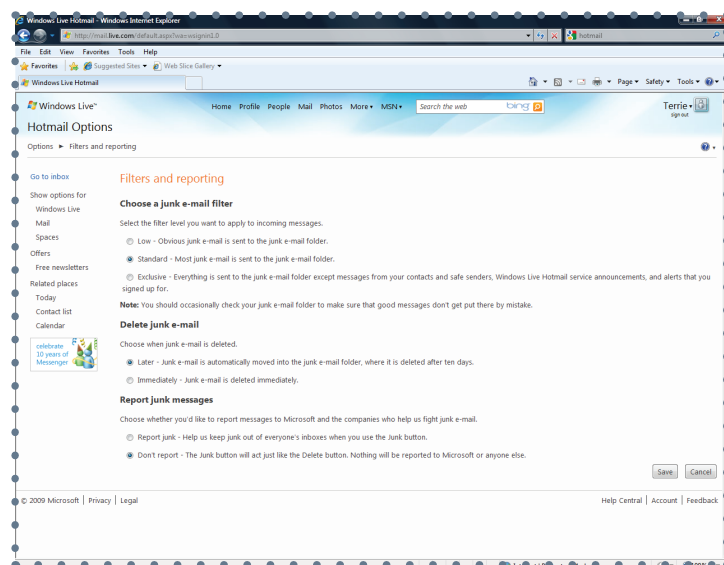 Windows Live Hotmail - Windows Internet Explorer
http://mail.live.com/default.aspx?wa=wsignin1.0
hotmail
File Edit View Favorites Tools Help
Favorites Suggested Sites Web Slice Gallery
Windows Live Hotmail Page Safety Tools
Windows Live™ Home Profile People Mail Photos More MSN Search the web bing Terrie
sign out
Hotmail Options
Options ► Filters and reporting
Go to inbox
Show options for
Windows Live
Mail
Spaces
Offers
Free newsletters
Related places
Today
Contact list
Calendar
celebrate
10 years of
Messenger
Filters and reporting
Choose a junk e-mail filter
Select the filter level you want to apply to incoming messages.
Low - Obvious junk e-mail is sent to the junk e-mail folder.
Standard - Most junk e-mail is sent to the junk e-mail folder.
Exclusive - Everything is sent to the junk e-mail folder except messages from your contacts and safe senders, Windows Live Hotmail service announcements, and alerts that you
signed up for.
Note: You should occasionally check your junk e-mail folder to make sure that good messages don't get put there by mistake.
Delete junk e-mail
Choose when junk e-mail is deleted.
Later - Junk e-mail is automatically moved into the junk e-mail folder, where it is deleted after ten days.
Immediately - Junk e-mail is deleted immediately.
Report junk messages
Choose whether you'd like to report messages to Microsoft and the companies who help us fight junk e-mail.
Report junk - Help us keep junk out of everyone's inboxes when you use the Junk button.
Don't report - The Junk button will act just like the Delete button. Nothing will be reported to Microsoft or anyone else.
Save Cancel
© 2009 Microsoft | Privacy | Legal Help Central | Account | Feedback